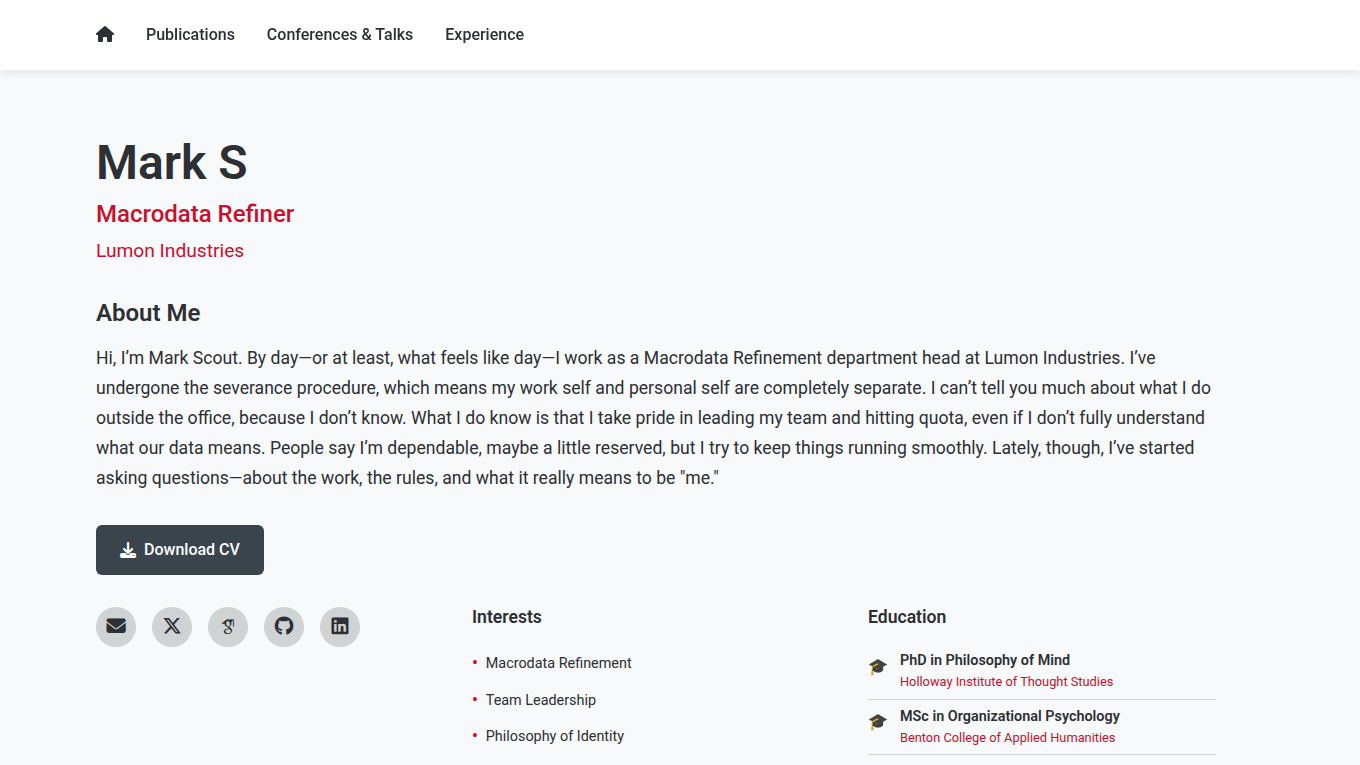 Publications Conferences & Talks Experience
Mark S
Macrodata Refiner
Lumon Industries
About Me
Hi, I’m Mark Scout. By day—or at least, what feels like day—I work as a Macrodata Refinement department head at Lumon Industries. I’ve
undergone the severance procedure, which means my work self and personal self are completely separate. I can’t tell you much about what I do
outside the office, because I don’t know. What I do know is that I take pride in leading my team and hitting quota, even if I don’t fully understand
what our data means. People say I’m dependable, maybe a little reserved, but I try to keep things running smoothly. Lately, though, I’ve started
asking questions—about the work, the rules, and what it really means to be "me."
Download CV
Interests
• Macrodata Refinement
• Team Leadership
• Philosophy of Identity
Education
PhD in Philosophy of Mind
Holloway Institute of Thought Studies
MSc in Organizational Psychology
Benton College of Applied Humanities